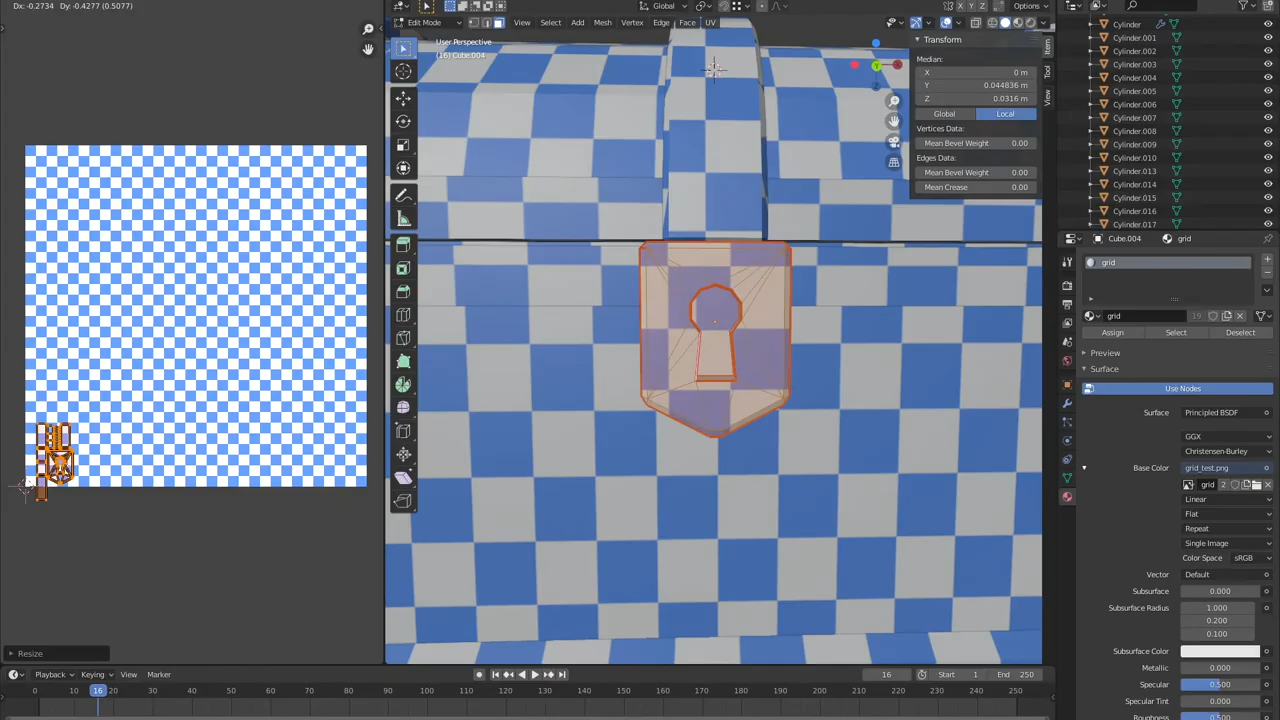 Dx: -0.2734 Dy: -0.4277 (0.5077)
Global
Options
Edit Mode
View Select Add Mesh Vertex Edge Face UV
User Perspective
(16) Cube.004
Transform
Median:
X 0 m
Y 0.044836 m
Z 0.0316 m
Global Local
Vertices Data:
Mean Bevel Weight 0.00
Edges Data:
Mean Bevel Weight 0.00
Mean Crease 0.00
Item
Tool
View
X Y Z
Y
Cylinder
Cylinder.001
Cylinder.002
Cylinder.003
Cylinder.004
Cylinder.005
Cylinder.006
Cylinder.007
Cylinder.008
Cylinder.009
Cylinder.010
Cylinder.013
Cylinder.014
Cylinder.015
Cylinder.016
Cylinder.017
Cube.004 grid
grid
grid 19
Assign Select Deselect
Preview
Surface
Use Nodes
Surface Principled BSDF
GGX
Christensen-Burley
Base Color grid_test.png
grid 2
Linear
Flat
Repeat
Single Image
Color Space sRGB
Vector Default
Subsurface 0.000
Subsurface Radius 1.000
0.200
0.100
Subsurface Color
Metallic 0.000
Specular 0.500
Specular Tint 0.000
Roughness 0.500
Resize
Playback Keying View Marker
16 Start 1 End 250
0 10 16 20 30 40 50 60 70 80 90 100 110 120 130 140 150 160 170 180 190 200 210 220 230 240 250